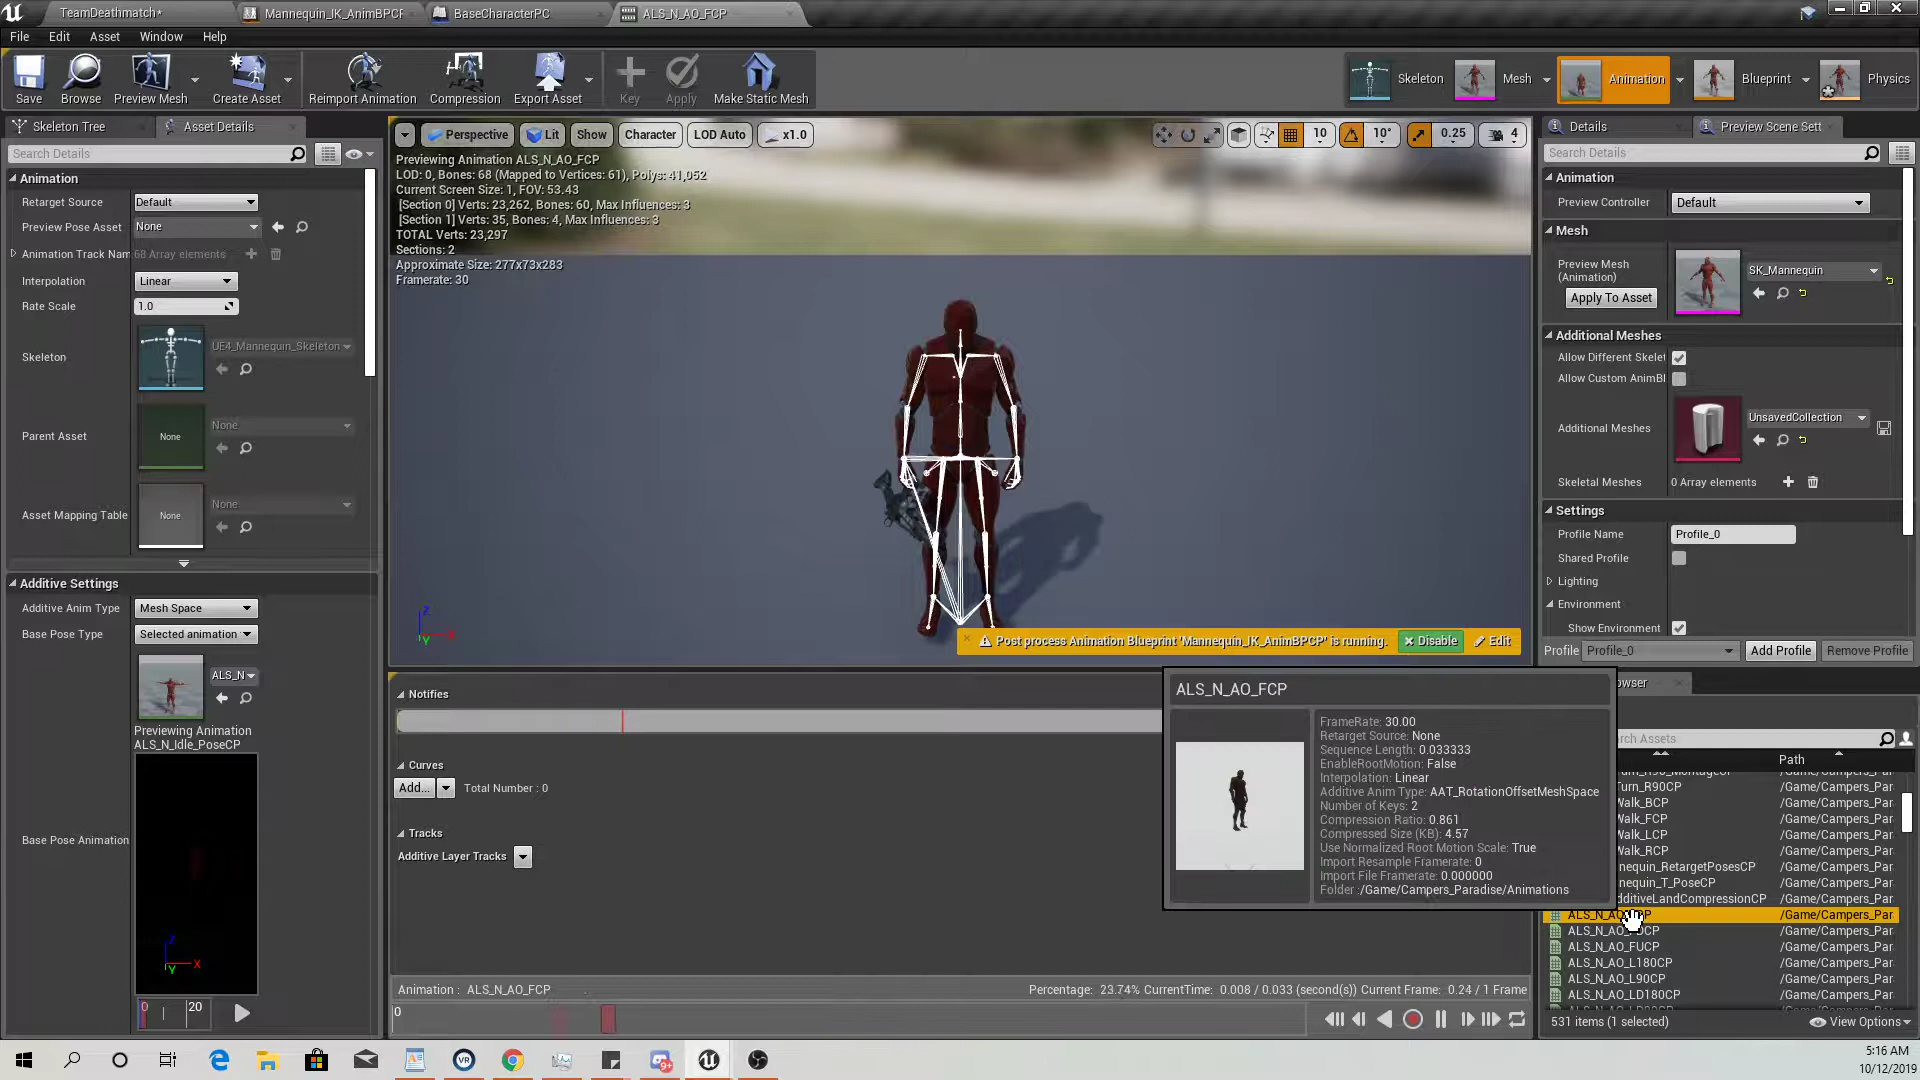 TeamDeathmatch*
Mannequin_IK_AnimBPCP
BaseCharacterPC
ALS_N_AO_FCP
File Edit Asset Window Help
Save
Browse
Preview Mesh
Create Asset
Reimport Animation
Compression
Export Asset
Key
Apply
Make Static Mesh
Skeleton
Mesh
Animation
Blueprint
Physics
Skeleton Tree
Asset Details
Search Details
Animation
Retarget Source Default
Preview Pose Asset None
Animation Track Nam 68 Array elements
Interpolation Linear
Rate Scale 1.0
Skeleton UE4_Mannequin_Skeleton
Parent Asset None None
Asset Mapping Table None None
Additive Settings
Additive Anim Type Mesh Space
Base Pose Type Selected animation
ALS_N
Previewing Animation
ALS_N_Idle_PoseCP
Base Pose Animation
Z
X
Y
0 20
Perspective Lit Show Character LOD Auto x1.0
10 10° 0.25 4
Previewing Animation ALS_N_AO_FCP
LOD: 0, Bones: 68 (Mapped to Vertices: 61), Polys: 41,052
Current Screen Size: 1, FOV: 53.43
[Section 0] Verts: 23,262, Bones: 60, Max Influences: 3
[Section 1] Verts: 35, Bones: 4, Max Influences: 3
TOTAL Verts: 23,297
Sections: 2
Approximate Size: 277x73x283
Framerate: 30
Z
Y
Post process Animation Blueprint 'Mannequin_IK_AnimBPCP' is running.
Disable
Edit
Notifies
Curves
Add...
Total Number : 0
Tracks
Additive Layer Tracks
Animation : ALS_N_AO_FCP
Percentage: 23.74% CurrentTime: 0.008 / 0.033 (second(s)) Current Frame: 0.24 / 1 Frame
0
ALS_N_AO_FCP
FrameRate: 30.00
Retarget Source: None
Sequence Length: 0.033333
EnableRootMotion: False
Interpolation: Linear
Additive Anim Type: AAT_RotationOffsetMeshSpace
Number of Keys: 2
Compression Ratio: 0.861
Compressed Size (KB): 4.57
Use Normalized Root Motion Scale: True
Import Resample Framerate: 0
Import File Framerate: 0.000000
Folder :/Game/Campers_Paradise/Animations
Details
Preview Scene Sett
Search Details
Animation
Preview Controller Default
Mesh
Preview Mesh
(Animation)
Apply To Asset
SK_Mannequin
Additional Meshes
Allow Different Skelet
Allow Custom AnimBl
Additional Meshes
UnsavedCollection
Skeletal Meshes 0 Array elements
Settings
Profile Name Profile_0
Shared Profile
Lighting
Environment
Show Environment
Profile Profile_0 Add Profile Remove Profile
owser
rch Assets
Path
urn_R90CP /Game/Campers_Par
Walk_BCP /Game/Campers_Par
Walk_FCP /Game/Campers_Par
Walk_LCP /Game/Campers_Par
Walk_RCP /Game/Campers_Par
nequin_RetargetPosesCP /Game/Campers_Par
nequin_T_PoseCP /Game/Campers_Par
dditiveLandCompressionCP /Game/Campers_Par
/Game/Campers_Par
/Game/Campers_Par
ALS_N_AO_FUCP /Game/Campers_Par
ALS_N_AO_L180CP /Game/Campers_Par
ALS_N_AO_L90CP /Game/Campers_Par
ALS_N_AO_LD180CP /Game/Campers_Par
531 items (1 selected)
View Options
5:16 AM
10/12/2019